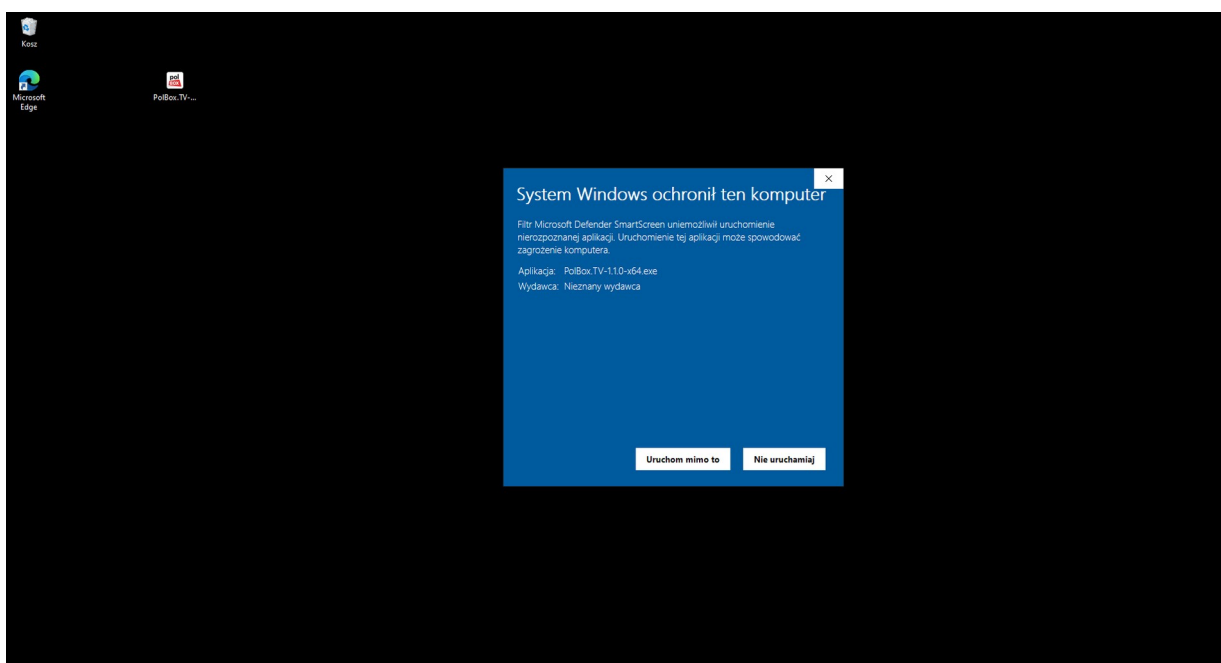 Kosz
Microsoft
Edge
pol
BOX
PolBox.TV-...
System Windows ochronił ten komputer
Filtr Microsoft Defender SmartScreen uniemożliwił uruchomienie
nierozpoznanej aplikacji. Uruchomienie tej aplikacji może spowodować
zagrożenie komputera.
Aplikacja: PolBox.TV-1.1.0-x64.exe
Wydawca: Nieznany wydawca
Uruchom mimo to
Nie uruchamiaj